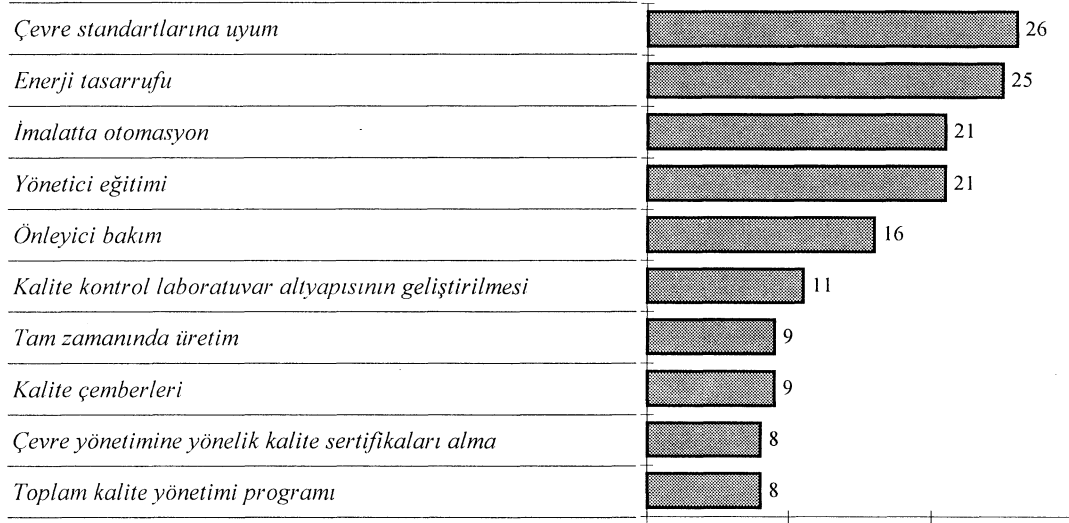 Çevre standartlarına uyum 26
Enerji tasarrufu 25
İmalatta otomasyon 21
Yönetici eğitimi 21
Önleyici bakım 16
Kalite kontrol laboratuvar altyapısının geliştirilmesi 11
Tam zamanında üretim 9
Kalite çemberleri 9
Çevre yönetimine yönelik kalite sertifikaları alma 8
Toplam kalite yönetimi programı 8